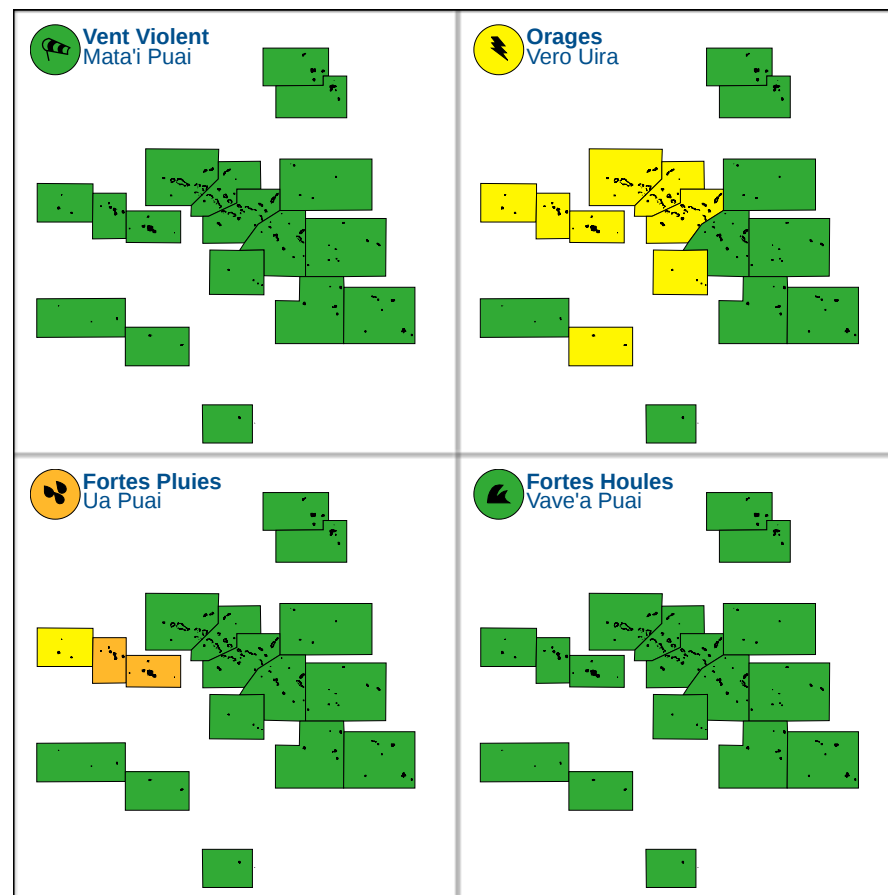 Vent Violent
Mata'i Puai
Orages
Vero Uira
Fortes Pluies
Ua Puai
Fortes Houles
Vave'a Puai